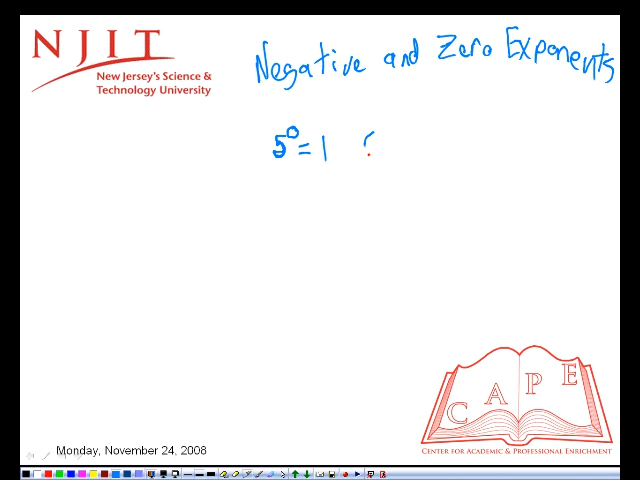 NJIT
New Jersey's Science &
Technology University
Negative and Zero Exponents
5⁰ = 1
CAPE
CENTER FOR ACADEMIC & PROFESSIONAL ENRICHMENT
Monday, November 24, 2008